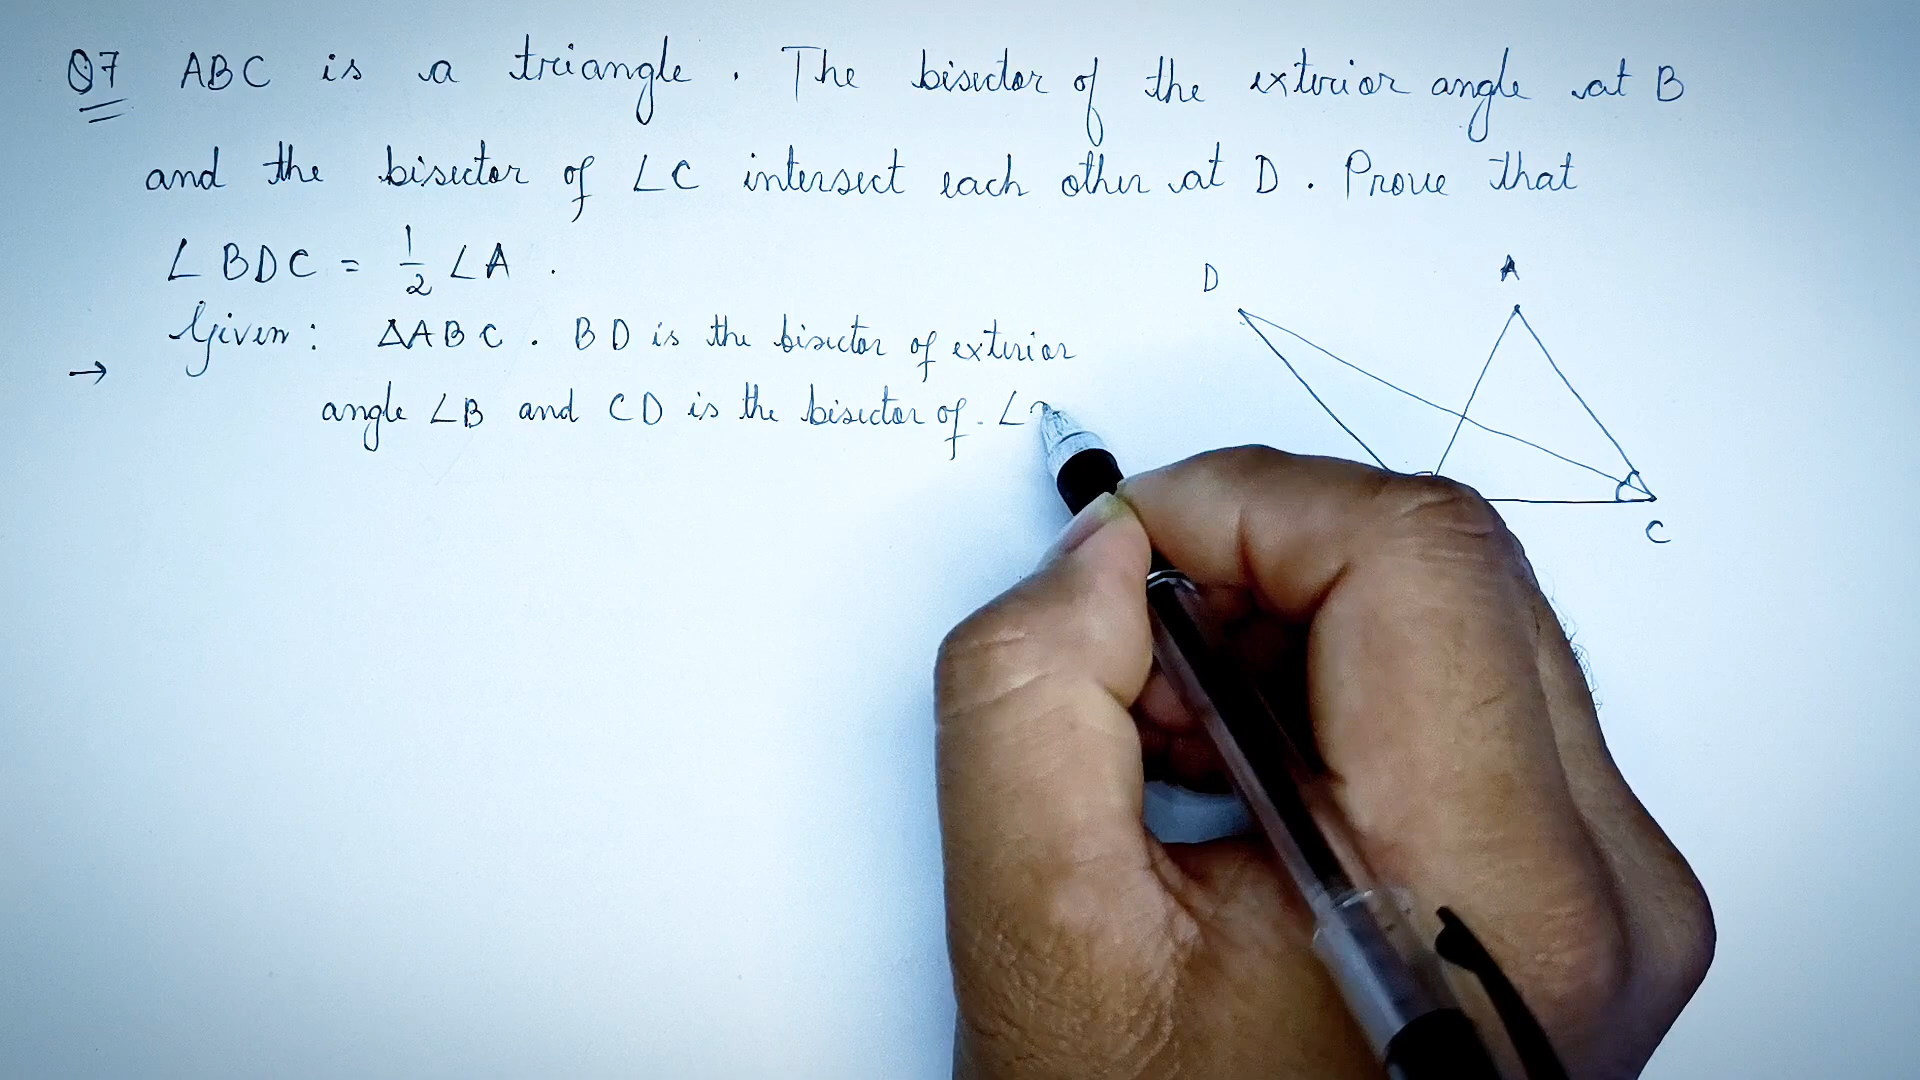 Q7 ABC is a triangle. The bisector of the exterior angle at B
and the bisector of ∠C intersect each other at D. Prove that
∠BDC = 1/2 ∠A.
D A
→ Given: ΔABC. BD is the bisector of exterior
angle ∠B and CD is the bisector of. ∠
C